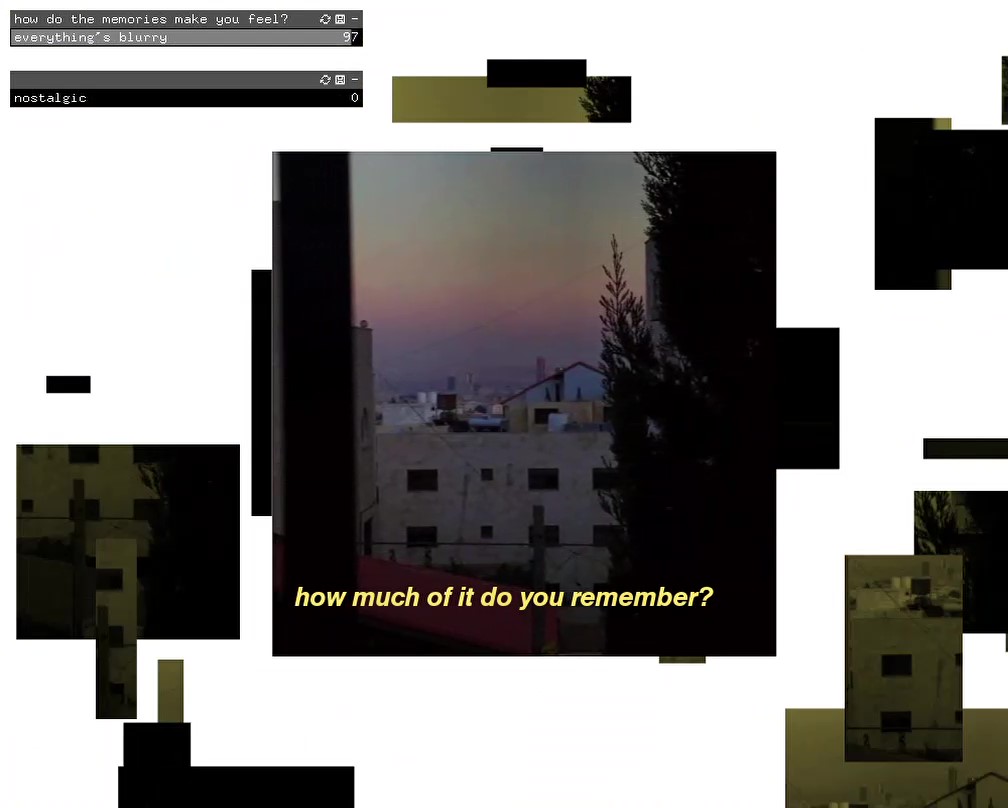 how do the memories make you feel?
everything's blurry 97
nostalgic 0
how much of it do you remember?